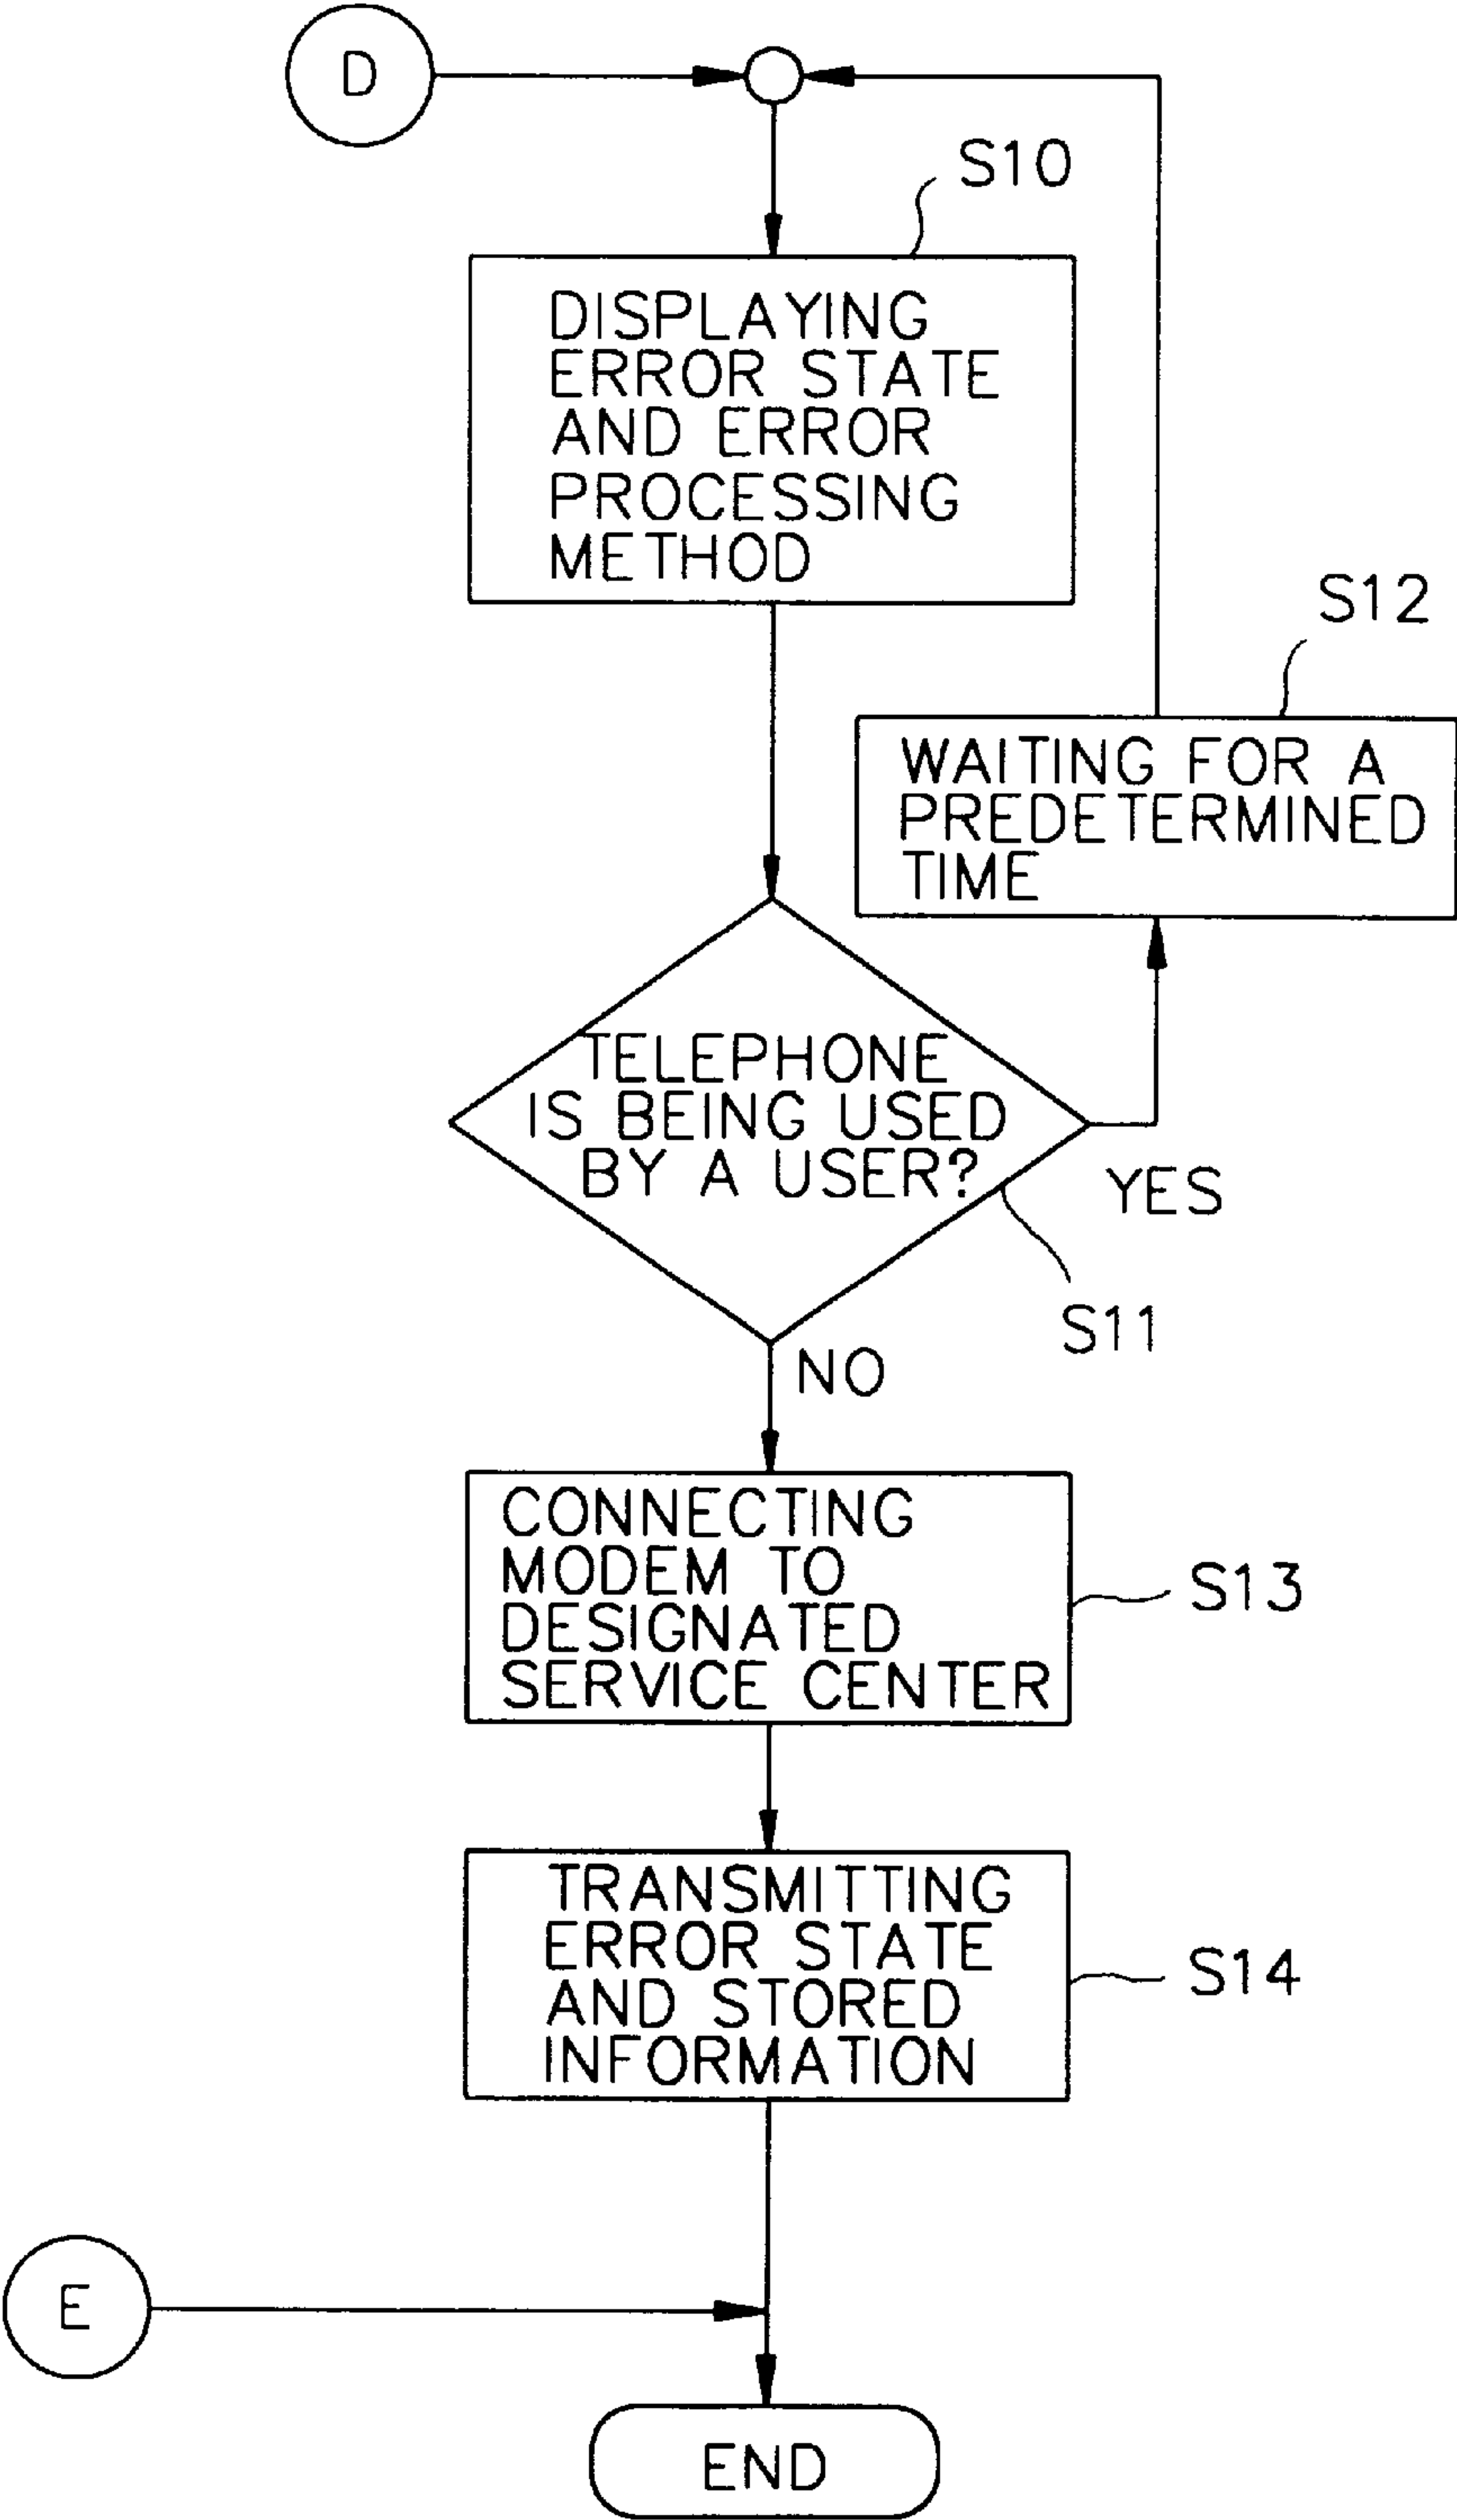 D
S10
DISPLAYING
ERROR STATE
AND ERROR
PROCESSING
METHOD
S12
WAITING FOR A
PREDETERMINED
TIME
TELEPHONE
IS BEING USED
BY A USER?
YES
S11
NO
CONNECTING
MODEM TO
DESIGNATED
SERVICE CENTER
S13
TRANSMITTING
ERROR STATE
AND STORED
INFORMATION
S14
E
END